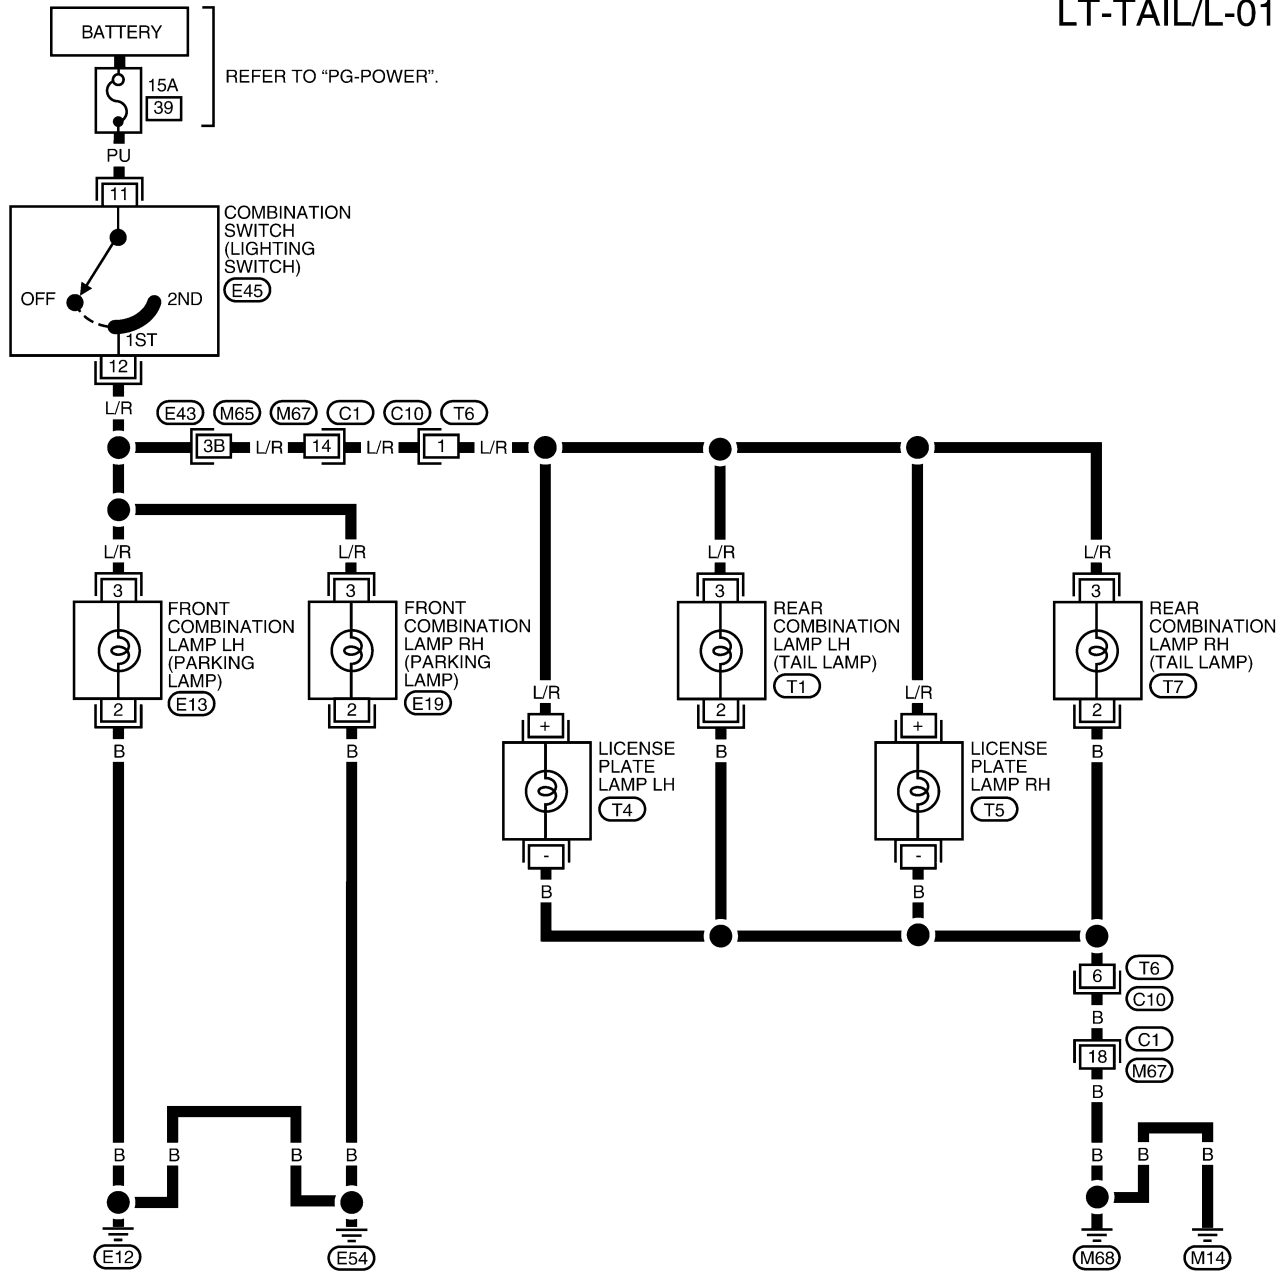 LT-TAIL/L-01
BATTERY
REFER TO “PG-POWER”.
15A
39
PU
11
COMBINATION
SWITCH
(LIGHTING
SWITCH)
E45
OFF
2ND
1ST
12
L/R
E43
M65
M67
C1
C10
T6
3B
L/R
14
L/R
1
L/R
L/R
L/R
L/R
L/R
3
FRONT
COMBINATION
LAMP LH
(PARKING
LAMP)
E13
2
B
3
FRONT
COMBINATION
LAMP RH
(PARKING
LAMP)
E19
2
B
3
REAR
COMBINATION
LAMP LH
(TAIL LAMP)
T1
2
B
3
REAR
COMBINATION
LAMP RH
(TAIL LAMP)
T7
2
B
L/R
+
LICENSE
PLATE
LAMP LH
T4
-
B
L/R
+
LICENSE
PLATE
LAMP RH
T5
-
B
6
T6
C10
B
C1
18
M67
B
B
B
B
B
B
B
B
E12
E54
M68
M14